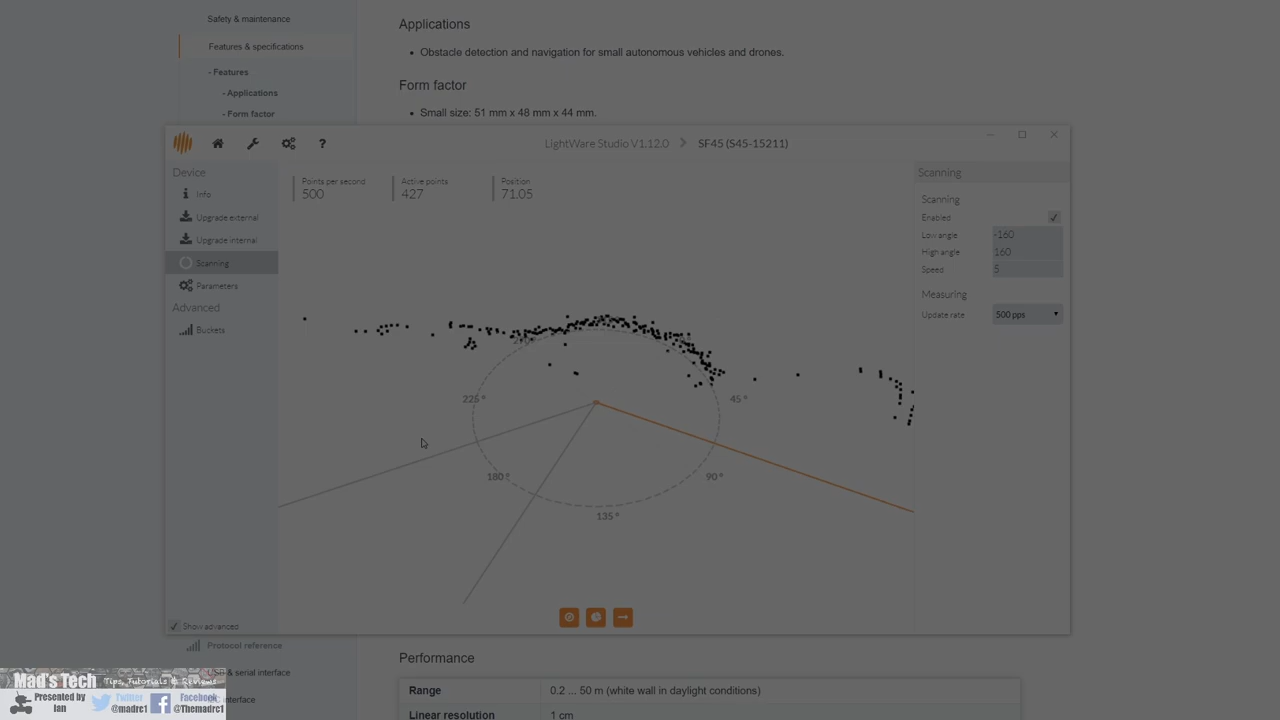 Safety & maintenance
Features & specifications
- Features
- Applications
- Form factor
Applications
Obstacle detection and navigation for small autonomous vehicles and drones.
Form factor
Small size: 51 mm x 48 mm x 44 mm.
LightWare Studio V1.12.0
SF45 (S45-15211)
Device
Info
Upgrade external
Upgrade internal
Scanning
Parameters
Advanced
Buckets
Show advanced
Points per second
500
Active points
427
Position
71.05
225°
45°
180°
90°
135°
Scanning
Scanning
Enabled
Low angle -160
High angle 160
Speed 5
Measuring
Update rate 500 pps
Protocol reference
USB & serial interface
interface
Performance
Range 0.2 ... 50 m (white wall in daylight conditions)
Linear resolution 1 cm
Mad's Tech Tips, Tutorials & Reviews
Presented by
Ian
Twitter
@madrc1
Facebook
@Themadrc1